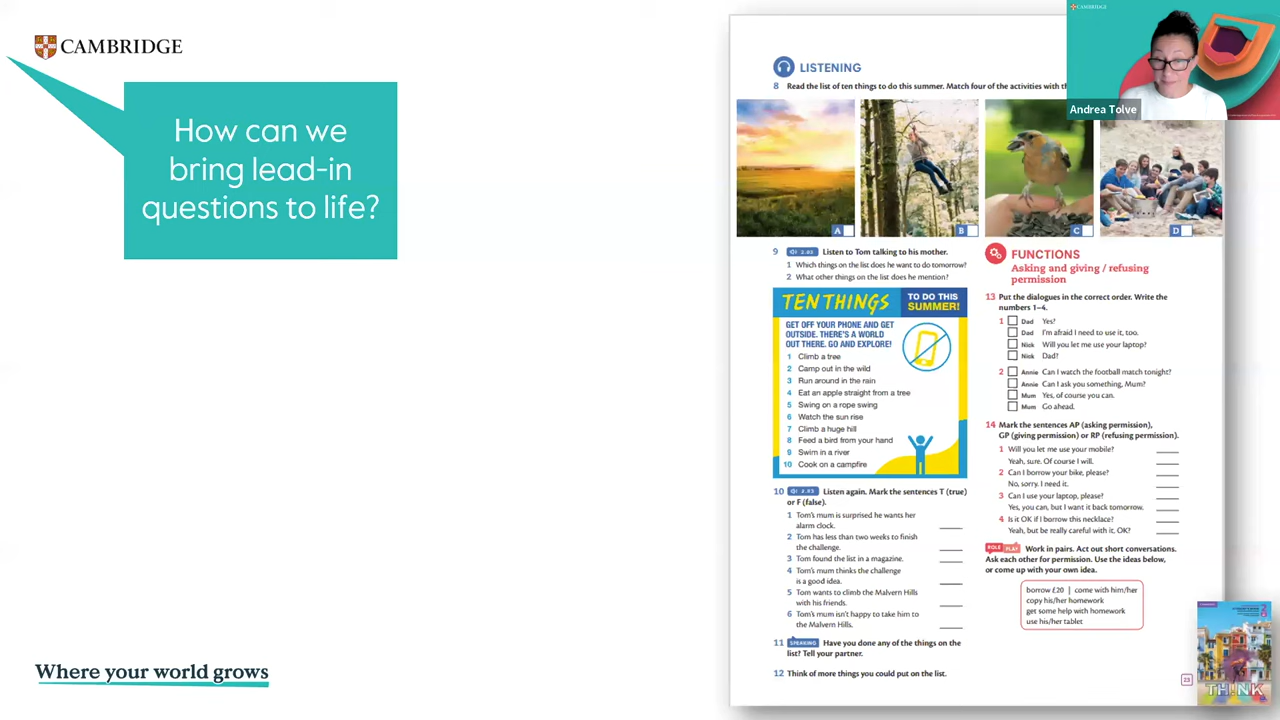 CAMBRIDGE
How can we
bring lead-in
questions to life?
Where your world grows
LISTENING
8 Read the list of ten things to do this summer. Match four of the activities with
A
B
C
D
9 2.02 Listen to Tom talking to his mother.
1 Which things on the list does he want to do tomorrow?
2 What other things on the list does he mention?
TEN THINGS
TO DO THIS
SUMMER!
GET OFF YOUR PHONE AND GET
OUTSIDE. THERE'S A WORLD
OUT THERE. GO AND EXPLORE!
1 Climb a tree
2 Camp out in the wild
3 Run around in the rain
4 Eat an apple straight from a tree
5 Swing on a rope swing
6 Watch the sun rise
7 Climb a huge hill
8 Feed a bird from your hand
9 Swim in a river
10 Cook on a campfire
10 2.03 Listen again. Mark the sentences T (true)
or F (false).
1 Tom's mum is surprised he wants her
alarm clock.
2 Tom has less than two weeks to finish
the challenge.
3 Tom found the list in a magazine.
4 Tom's mum thinks the challenge
is a good idea.
5 Tom wants to climb the Malvern Hills
with his friends.
6 Tom's mum isn't happy to take him to
the Malvern Hills.
11 SPEAKING Have you done any of the things on the
list? Tell your partner.
12 Think of more things you could put on the list.
FUNCTIONS
Asking and giving / refusing
permission
13 Put the dialogues in the correct order. Write the
numbers 1–4.
1 Dad Yes?
Dad I'm afraid I need to use it, too.
Nick Will you let me use your laptop?
Nick Dad?
2 Annie Can I watch the football match tonight?
Annie Can I ask you something, Mum?
Mum Yes, of course you can.
Mum Go ahead.
14 Mark the sentences AP (asking permission),
GP (giving permission) or RP (refusing permission).
1 Will you let me use your mobile?
Yeah, sure. Of course I will.
2 Can I borrow your bike, please?
No, sorry. I need it.
3 Can I use your laptop, please?
Yes, you can, but I want it back tomorrow.
4 Is it OK if I borrow this necklace?
Yeah, but be really careful with it, OK?
ROLE PLAY Work in pairs. Act out short conversations.
Ask each other for permission. Use the ideas below,
or come up with your own idea.
borrow £20 | come with him/her
copy his/her homework
get some help with homework
use his/her tablet
23
CAMBRIDGE
Andrea Tolve
TH!NK